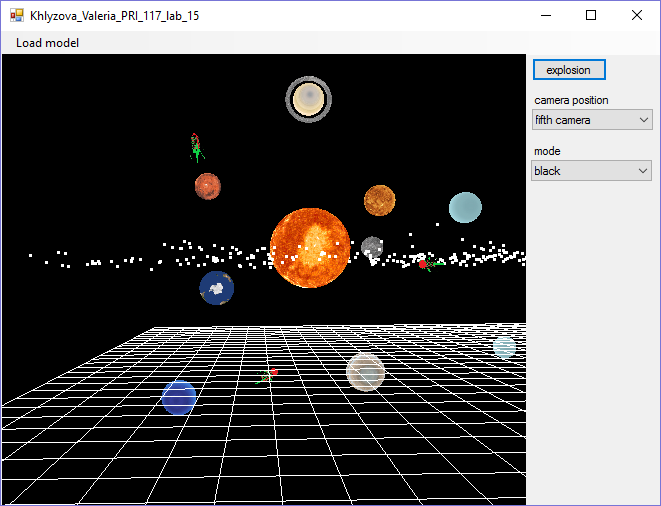 Khlyzova_Valeria_PRI_117_lab_15
Load model
explosion
camera position
fifth camera
mode
black